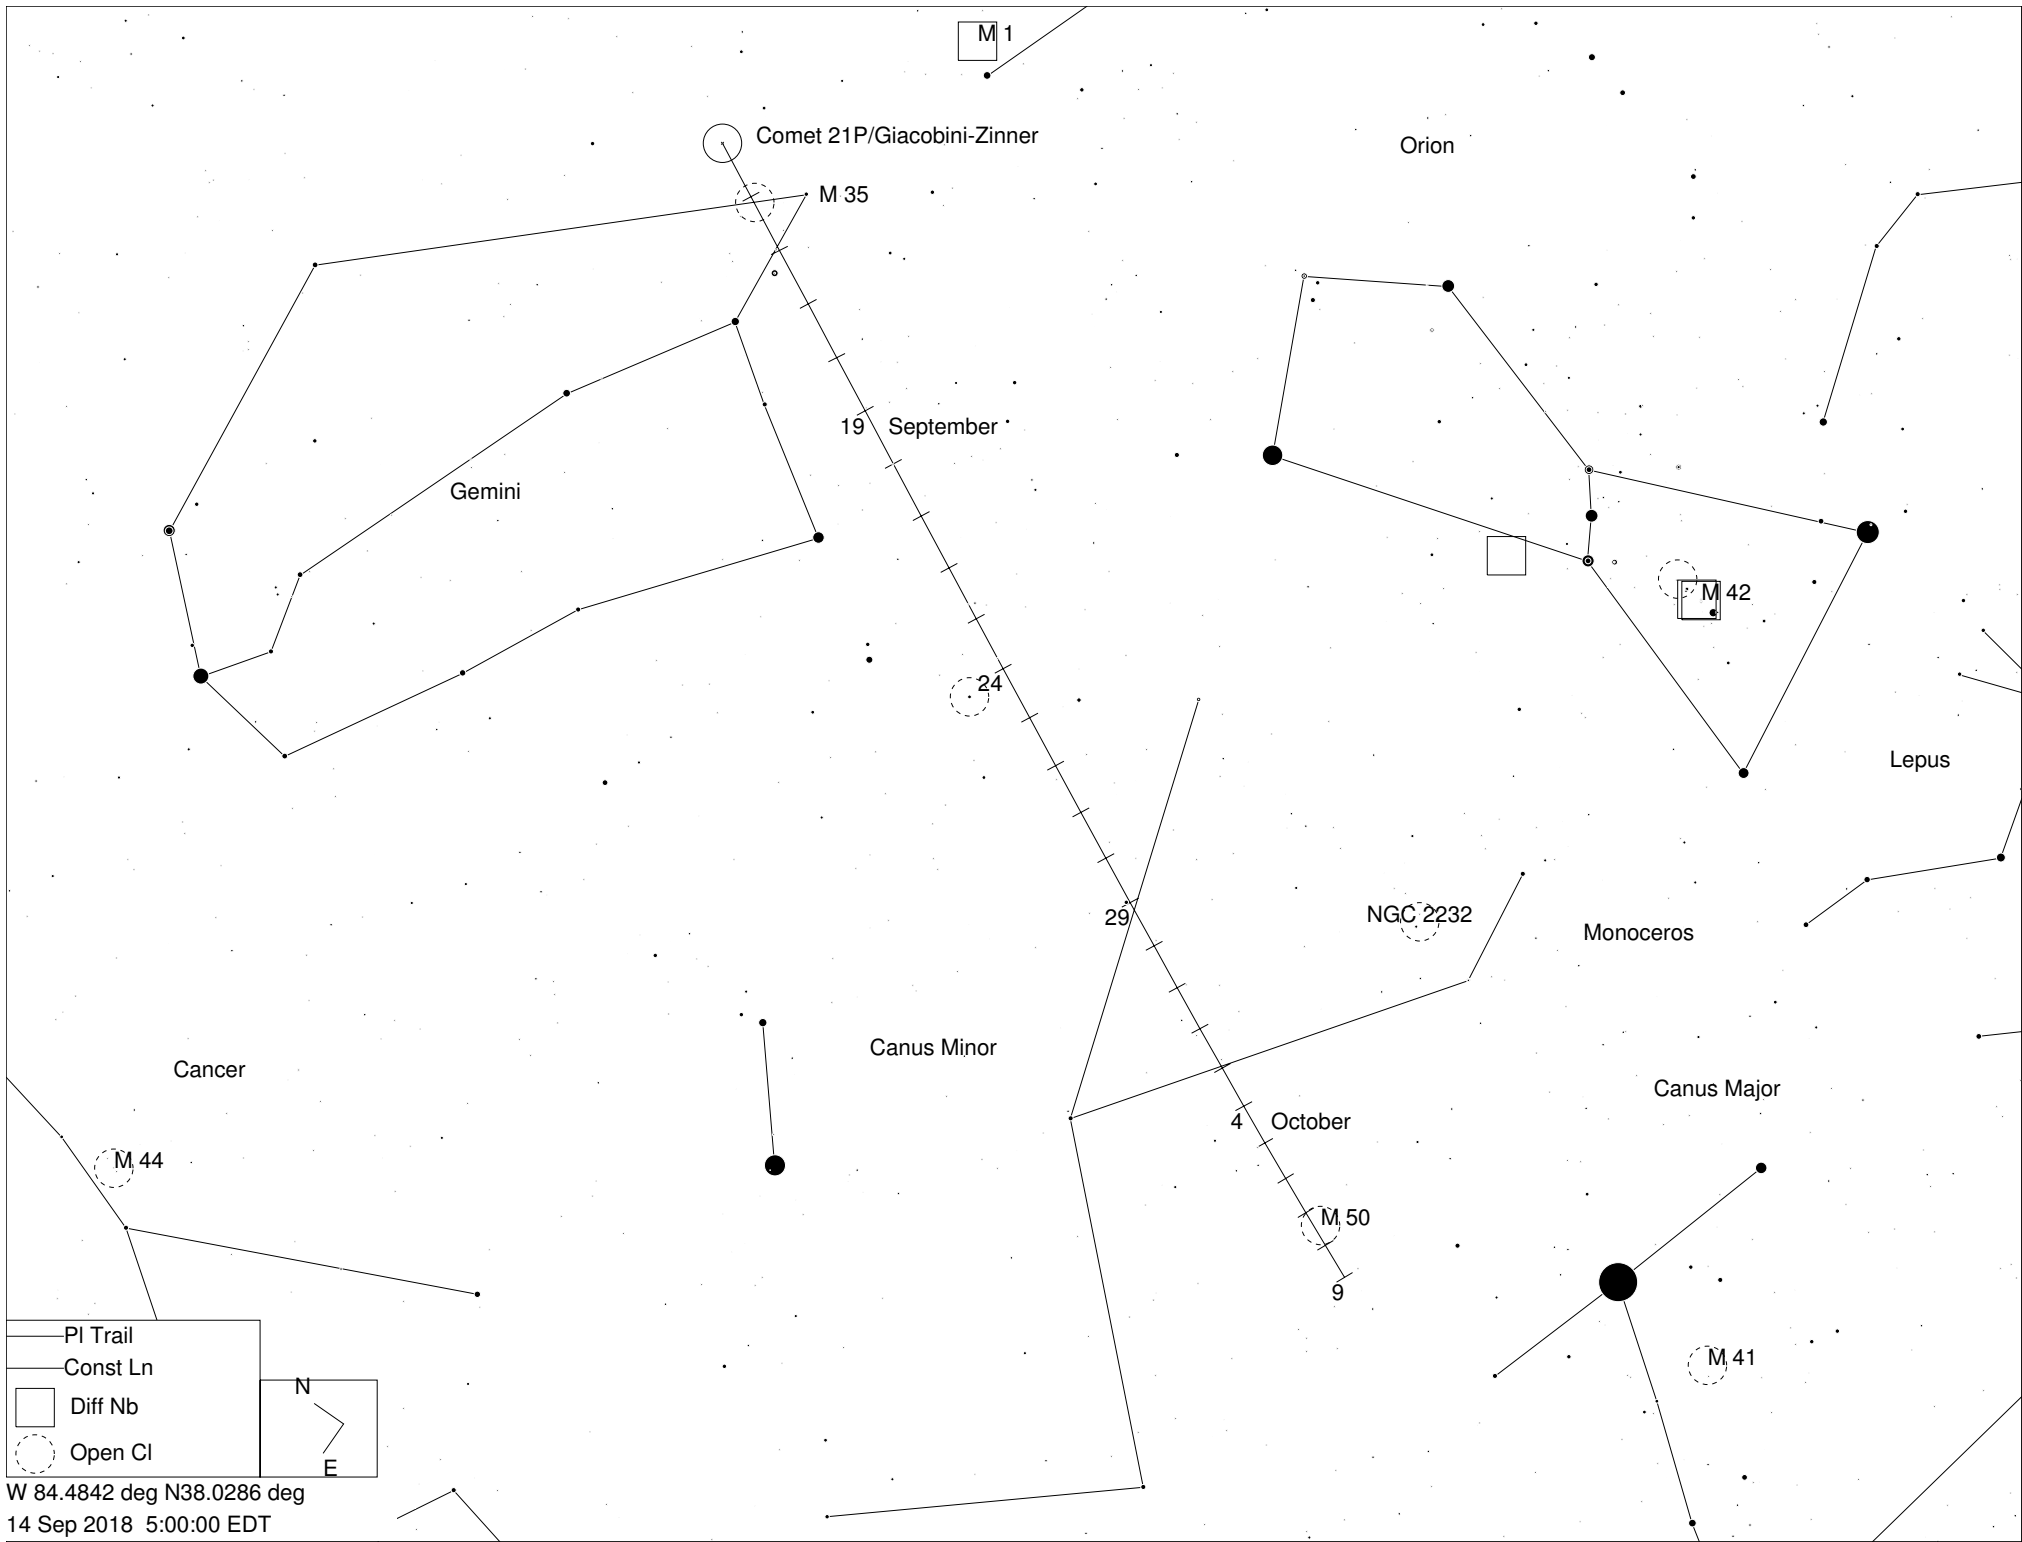 M 1
Comet 21P/Giacobini-Zinner
Orion
M 35
19 September
Gemini
M 42
24
Lepus
29
NGC 2232
Monoceros
Canus Minor
Cancer
Canus Major
4 October
M 44
M 50
9
M 41
Pl Trail
Const Ln
Diff Nb
Open Cl
N
E
W 84.4842 deg N38.0286 deg
14 Sep 2018 5:00:00 EDT